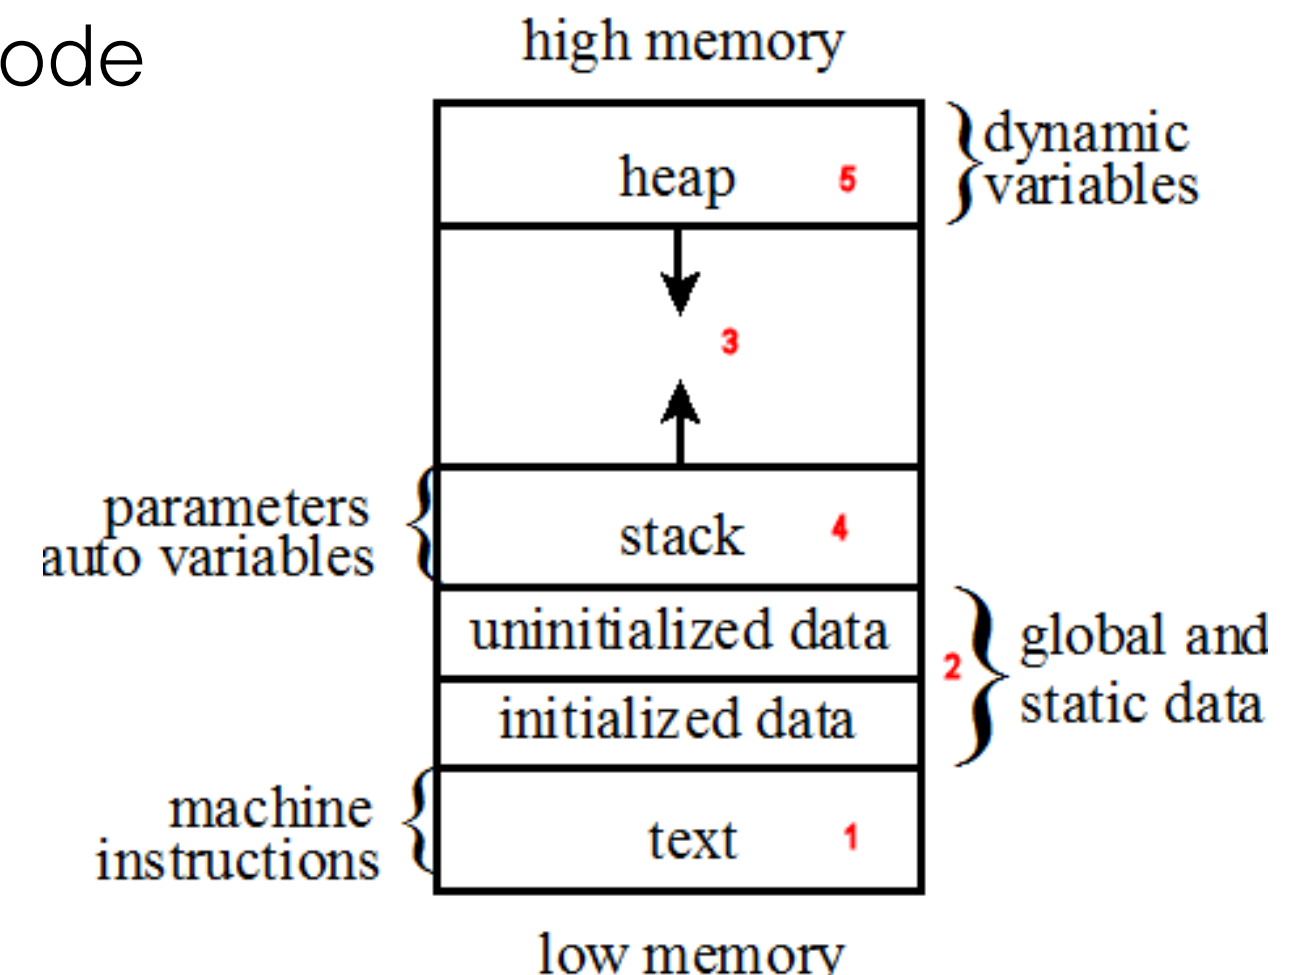 ode
high memory
heap 5
dynamic
variables
3
parameters
auto variables
stack 4
uninitialized data
initialized data
2
global and
static data
machine
instructions
text 1
low memory